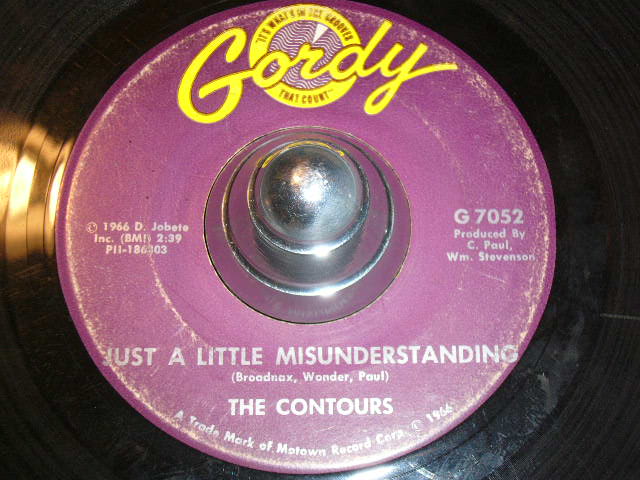 IT'S WHAT'S IN THE GROOVES
Gordy
THAT COUNT
© 1966 D. Jobete
Inc. (BMI) 2:39
PII-186403
G 7052
Produced By
C. Paul,
Wm. Stevenson
JUST A LITTLE MISUNDERSTANDING
(Broadnax, Wonder, Paul)
THE CONTOURS
A Trade Mark of Motown Record Corp. © 1966